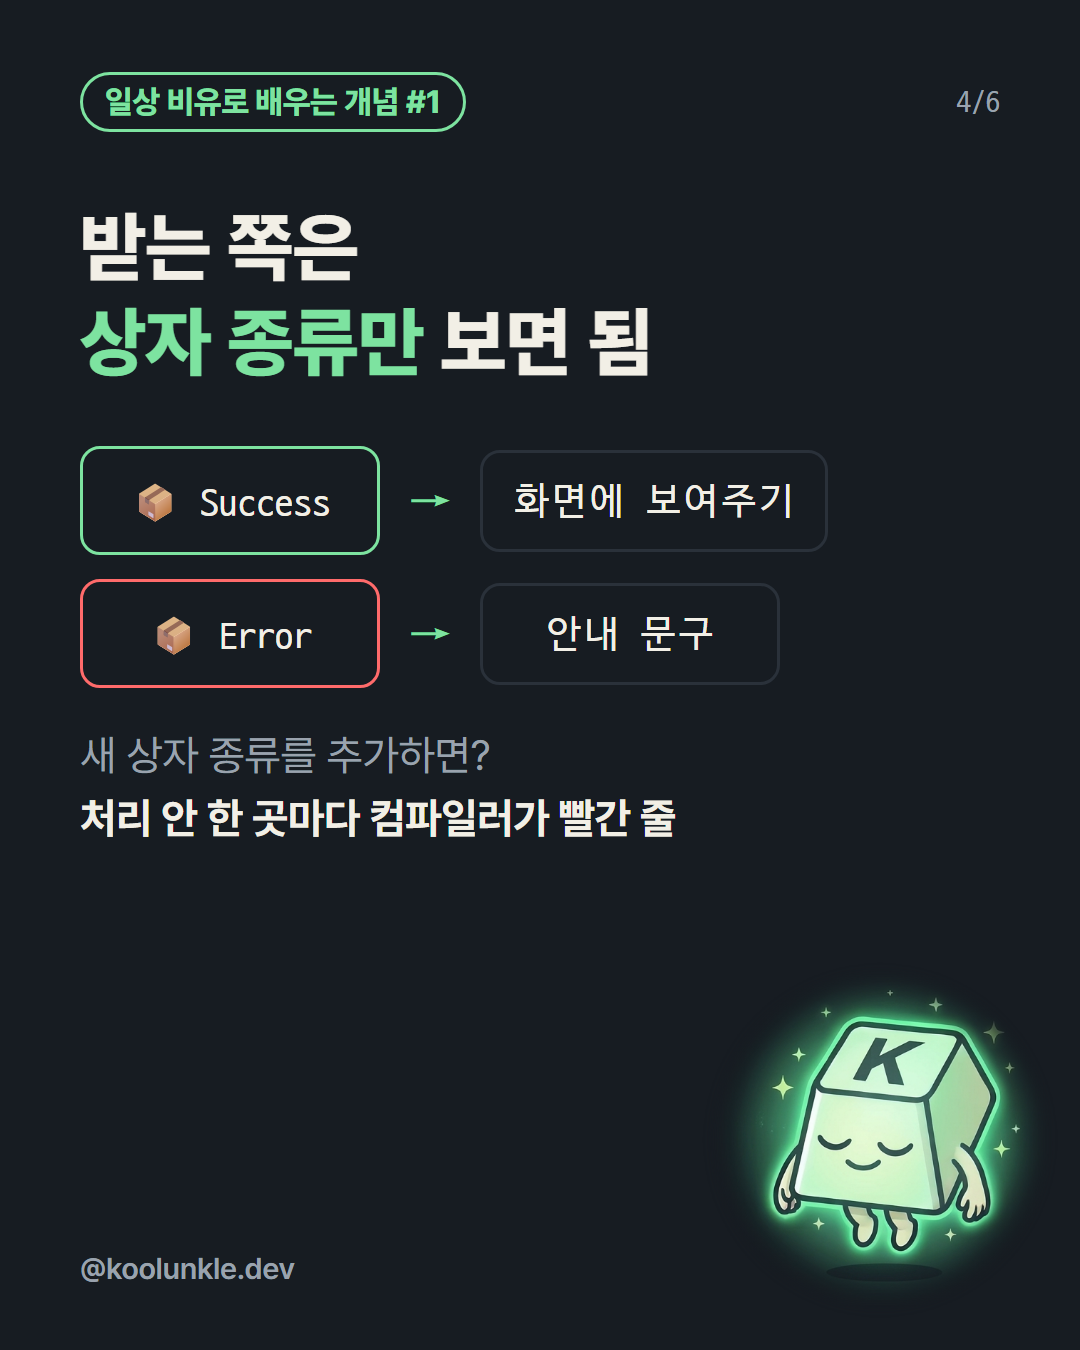 일상 비유로 배우는 개념 #1
4/6
받는 쪽은
상자 종류만 보면 됨
Success → 화면에 보여주기
Error → 안내 문구
새 상자 종류를 추가하면?
처리 안 한 곳마다 컴파일러가 빨간 줄
K
@koolunkle.dev